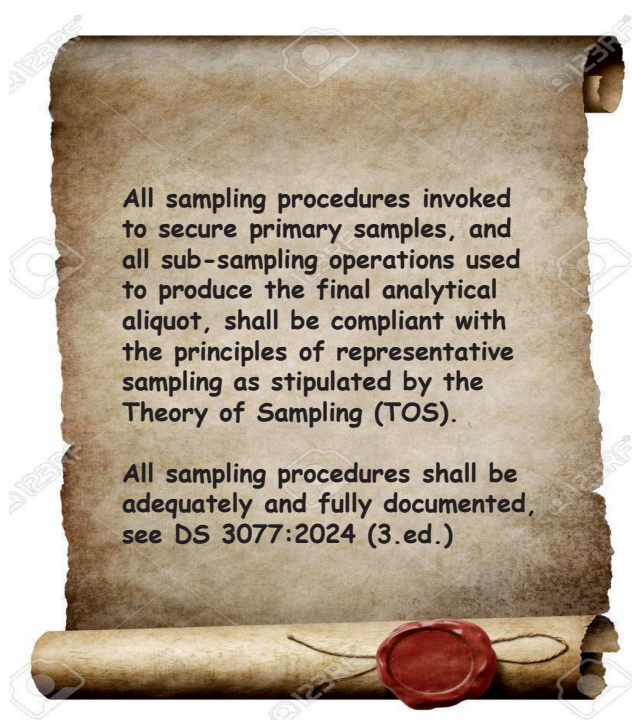 All sampling procedures invoked
to secure primary samples, and
all sub-sampling operations used
to produce the final analytical
aliquot, shall be compliant with
the principles of representative
sampling as stipulated by the
Theory of Sampling (TOS).
All sampling procedures shall be
adequately and fully documented,
see DS 3077:2024 (3.ed.)